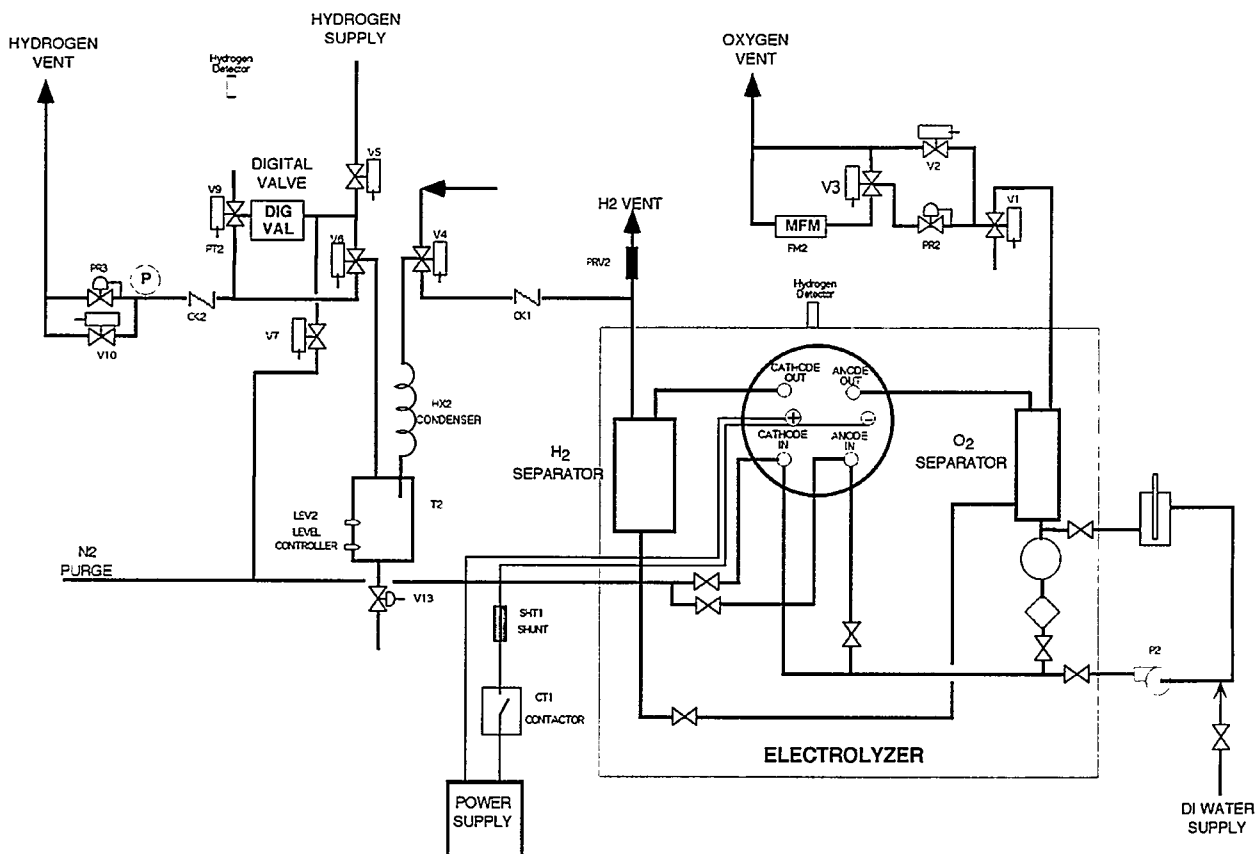 HYDROGEN
VENT
Hydrogen
Detector
HYDROGEN
SUPPLY
OXYGEN
VENT
V5
V2
DIGITAL
VALVE
V9
DIG
VAL
PT2
V6
V4
H2 VENT
PRV2
V3
V1
MFM
FM2
PR2
PR3
P
CK2
V10
V7
CK1
Hydrogen
Detector
HX2
CONDENSER
CATHODE
OUT
ANODE
OUT
+
-
CATHODE
IN
ANODE
IN
H2
SEPARATOR
O2
SEPARATOR
T2
LEV2
LEVEL
CONTROLLER
N2
PURGE
V13
SHT1
SHUNT
P2
CT1
CONTACTOR
ELECTROLYZER
POWER
SUPPLY
DI WATER
SUPPLY